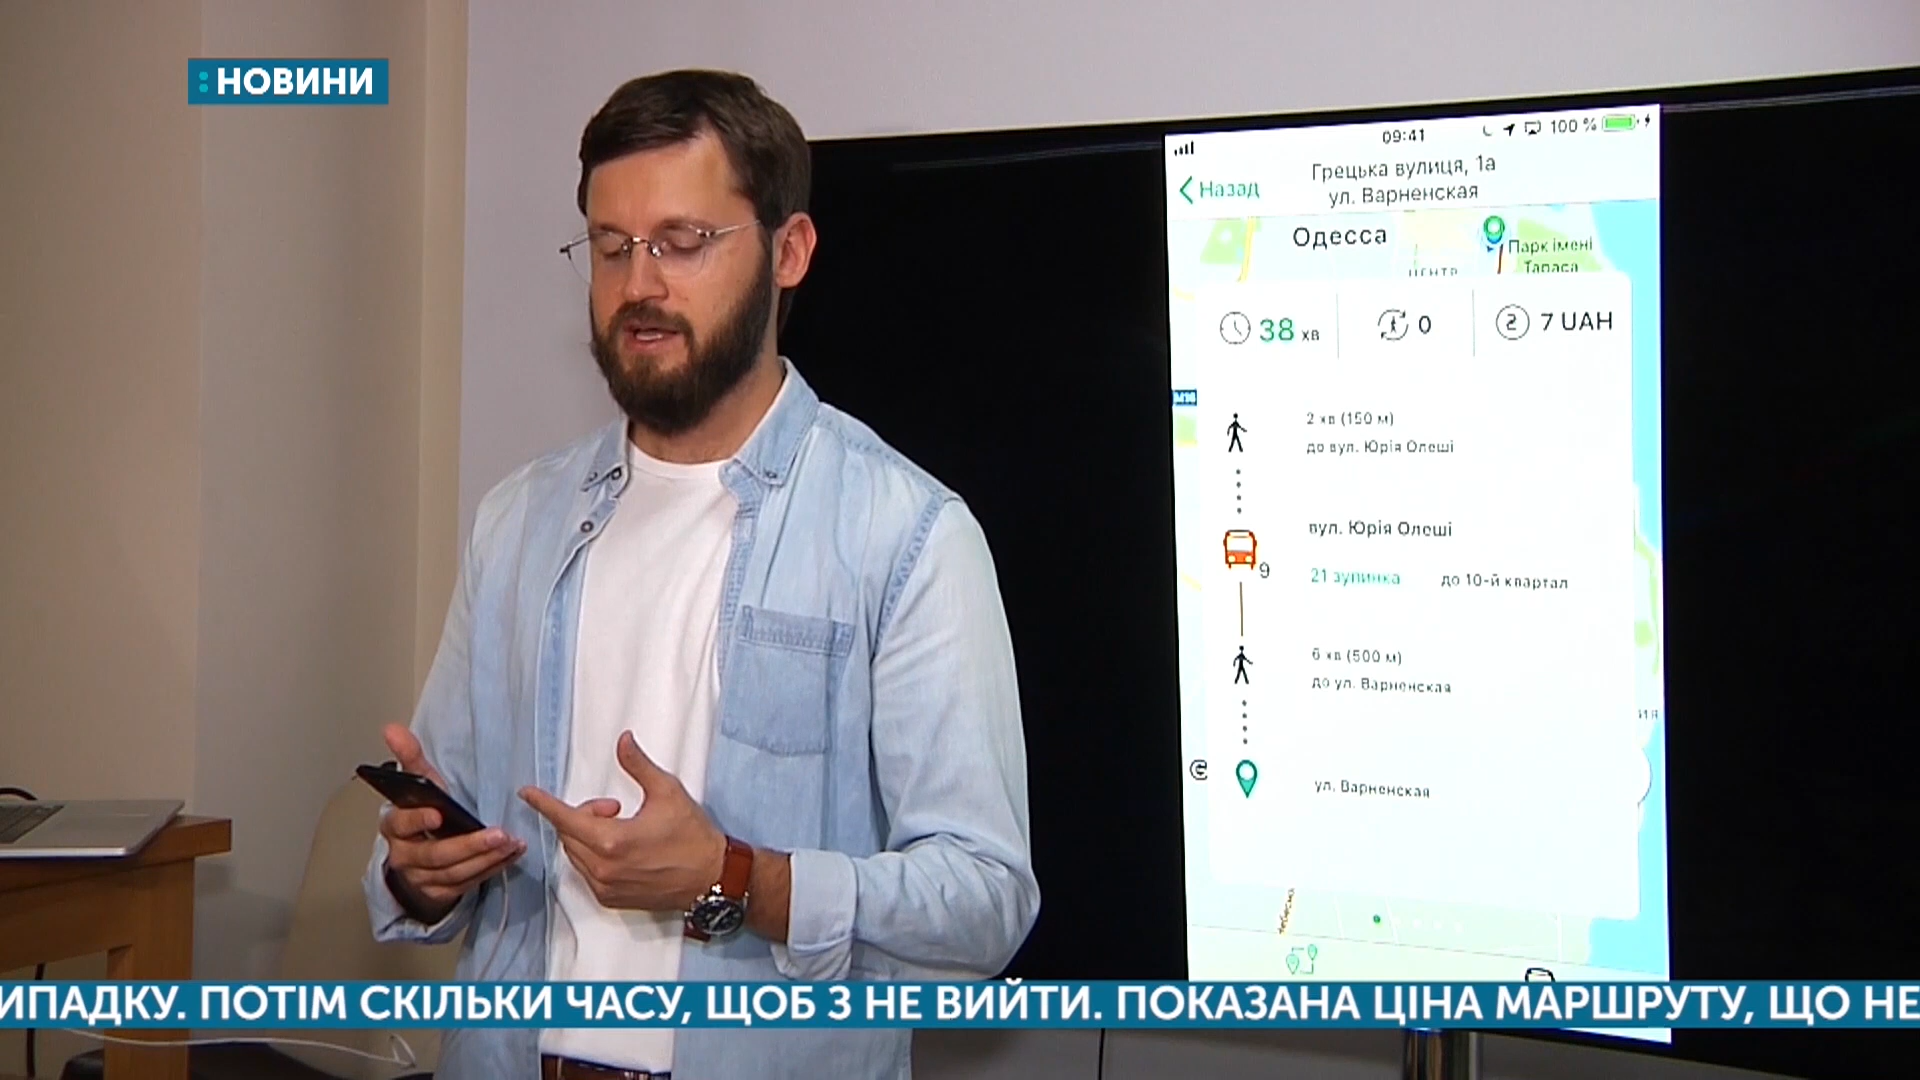 НОВИНИ
09:41
100 %
Назад
Грецька вулиця, 1а
ул. Варненская
Одесса
Парк імені
Тараса
ЦЕНТР
38 хв
0
7 UAH
2 хв (150 м)
до вул. Юрія Олеші
вул. Юрія Олеші
9
21 зупинка до 10-й квартал
6 хв (500 м)
до ул. Варненская
ул. Варненская
ИПАДКУ. ПОТІМ СКІЛЬКИ ЧАСУ, ЩОБ З НЕ ВИЙТИ. ПОКАЗАНА ЦІНА МАРШРУТУ, ЩО НЕ